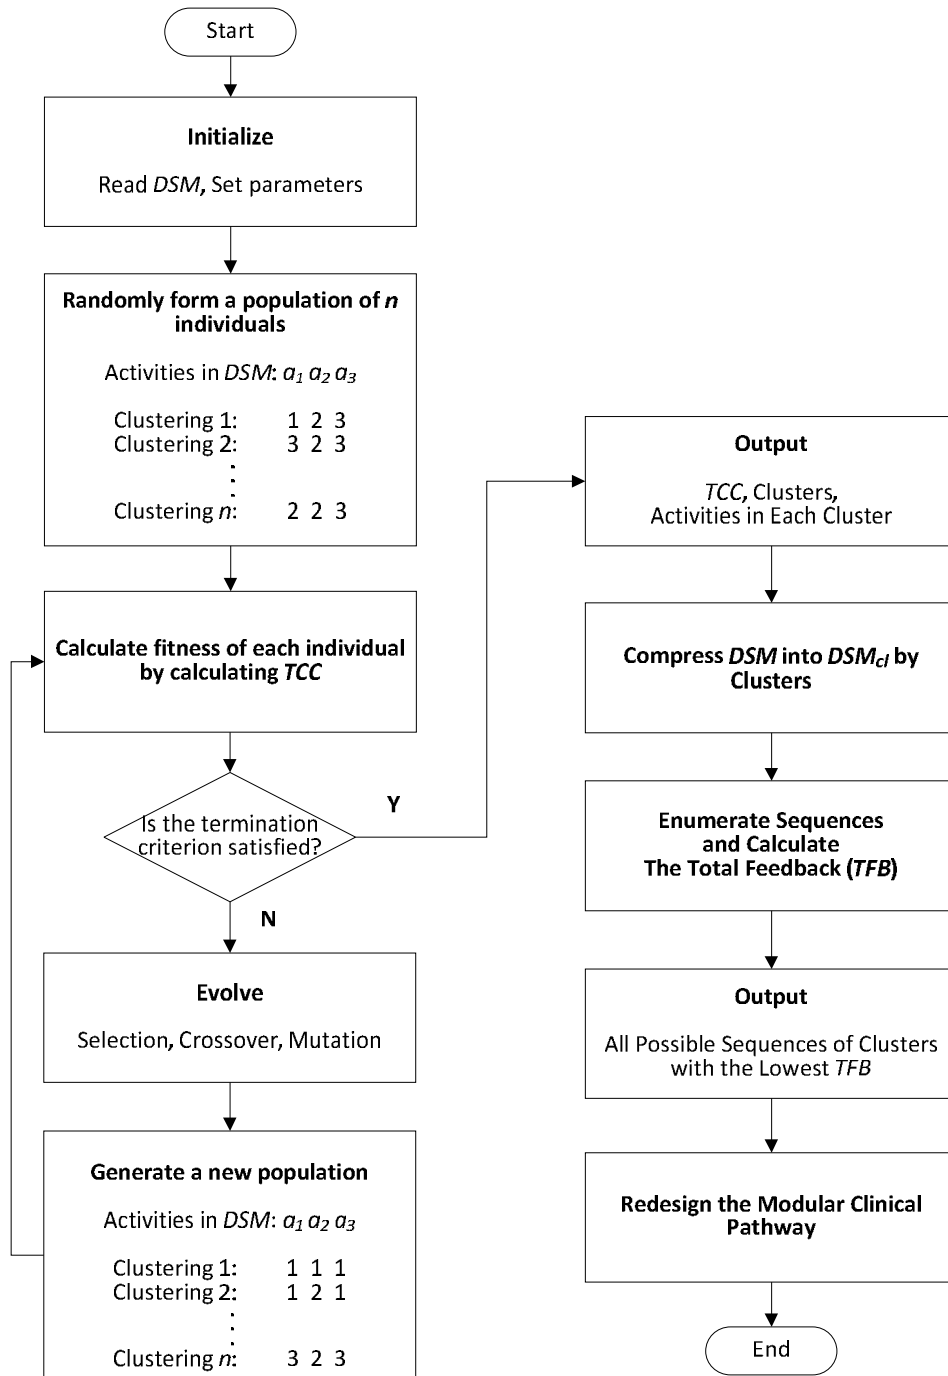 Start
Initialize
Read DSM, Set parameters
Randomly form a population of n
individuals
Activities in DSM: a1 a2 a3
Clustering 1: 1 2 3
Clustering 2: 3 2 3
Clustering n: 2 2 3
Calculate fitness of each individual
by calculating TCC
Is the termination
criterion satisfied?
Y
N
Evolve
Selection, Crossover, Mutation
Generate a new population
Activities in DSM: a1 a2 a3
Clustering 1: 1 1 1
Clustering 2: 1 2 1
Clustering n: 3 2 3
Output
TCC, Clusters,
Activities in Each Cluster
Compress DSM into DSMcl by
Clusters
Enumerate Sequences
and Calculate
The Total Feedback (TFB)
Output
All Possible Sequences of Clusters
with the Lowest TFB
Redesign the Modular Clinical
Pathway
End